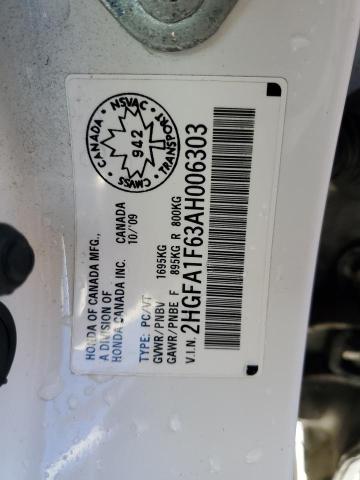 CANADA NSVAC TRANSPORT CMVSS
942
HONDA OF CANADA MFG.,
A DIVISION OF
HONDA CANADA INC. CANADA
10/'09
TYPE: PC/VT
GVWR/PNBV 1695KG
GAWR/PNBE F 895KG R 800KG
V.I.N. 2HGFA1F63AH006303